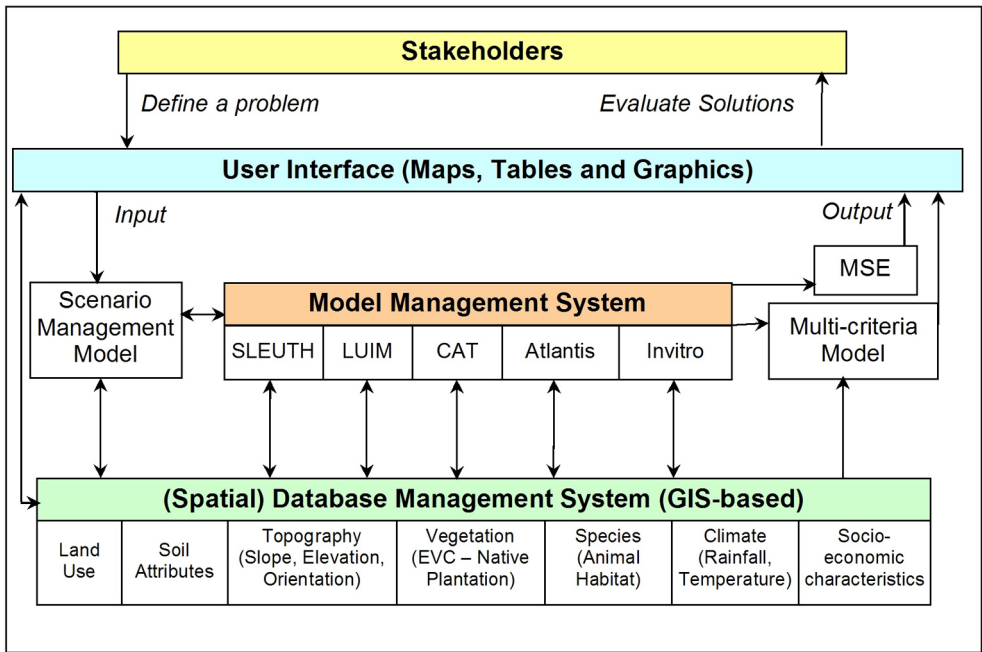 Stakeholders
Define a problem
Evaluate Solutions
User Interface (Maps, Tables and Graphics)
Input
Output
MSE
Scenario
Management
Model
Model Management System
SLEUTH
LUIM
CAT
Atlantis
Invitro
Multi-criteria
Model
(Spatial) Database Management System (GIS-based)
Land
Use
Soil
Attributes
Topography
(Slope, Elevation,
Orientation)
Vegetation
(EVC – Native
Plantation)
Species
(Animal
Habitat)
Climate
(Rainfall,
Temperature)
Socio-
economic
characteristics